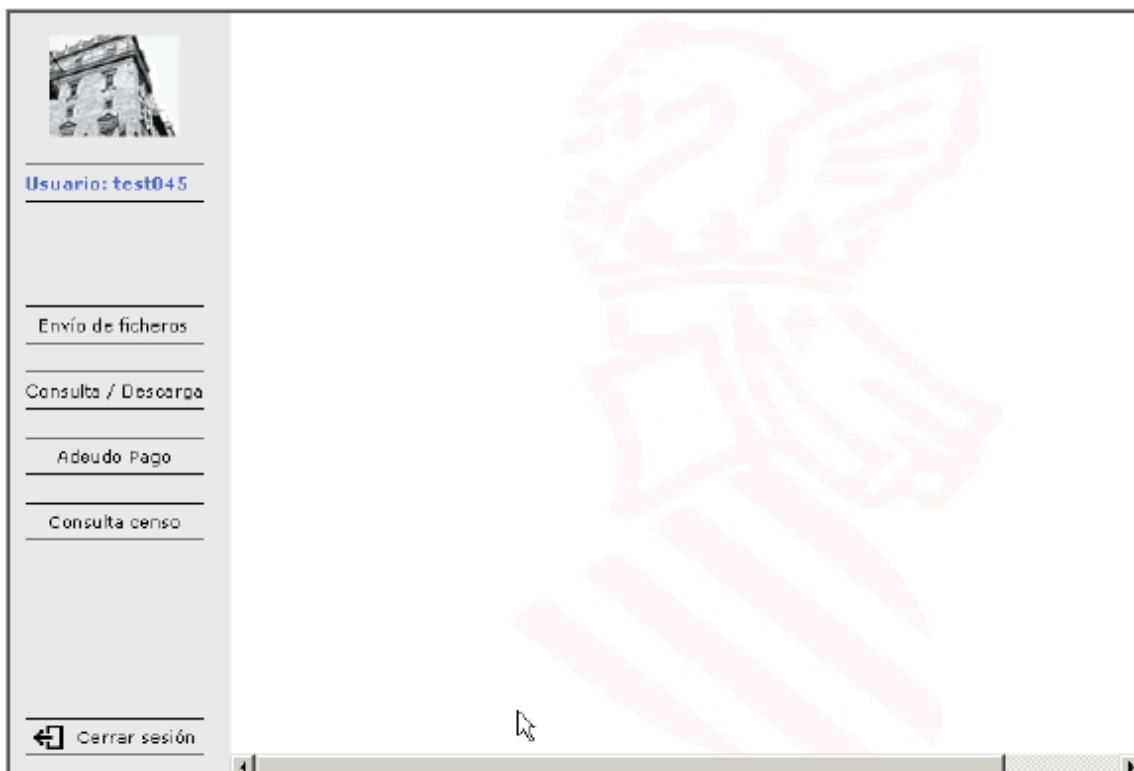 Usuario: test045
Envío de ficheros
Consulta / Descarga
Adeudo Pago
Consulta censo
Cerrar sesión